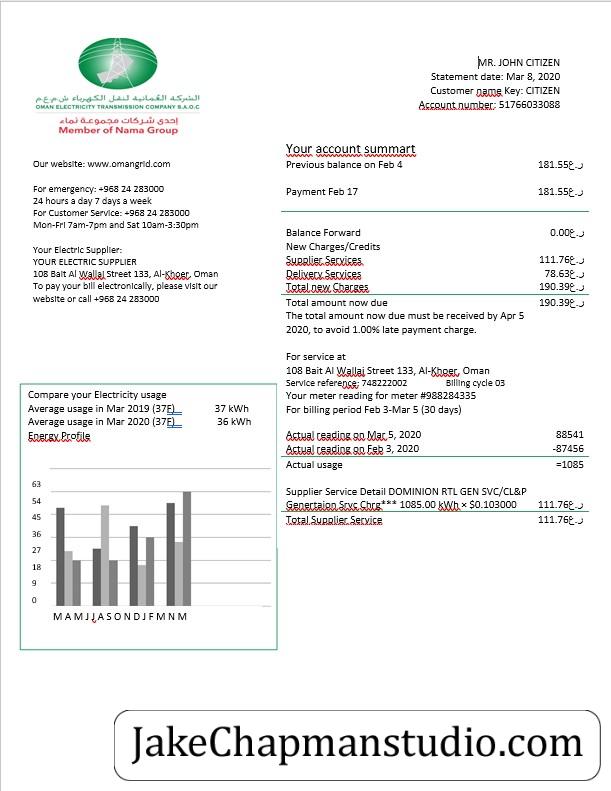 الشركة العُمانية لنقل الكهرباء ش.م.ع.م
OMAN ELECTRICITY TRANSMISSION COMPANY S.A.O.C
إحدى شركات مجموعة نماء
Member of Nama Group
MR. JOHN CITIZEN
Statement date: Mar 8, 2020
Customer name Key: CITIZEN
Account number: 51766033088
Our website: www.omangrid.com
For emergency: +968 24 283000
24 hours a day 7 days a week
For Customer Service: +968 24 283000
Mon-Fri 7am-7pm and Sat 10am-3:30pm
Your Electric Supplier:
YOUR ELECTRIC SUPPLIER
108 Bait Al Wallaj Street 133, Al-Khoer, Oman
To pay your bill electronically, please visit our
website or call +968 24 283000
Your account summart
Previous balance on Feb 4 181.55ر.ع
Payment Feb 17 181.55ر.ع
Balance Forward 0.00ر.ع
New Charges/Credits
Supplier Services 111.76ر.ع
Delivery Services 78.63ر.ع
Total new Charges 190.39ر.ع
Total amount now due 190.39ر.ع
The total amount now due must be received by Apr 5
2020, to avoid 1.00% late payment charge.
For service at
108 Bait Al Wallaj Street 133, Al-Khoer, Oman
Service reference: 748222002 Billing cycle 03
Your meter reading for meter #988284335
For billing period Feb 3-Mar 5 (30 days)
Actual reading on Mar 5, 2020 88541
Actual reading on Feb 3, 2020 -87456
Actual usage =1085
Supplier Service Detail DOMINION RTL GEN SVC/CL&P
Genertaion Srvc Chrg*** 1085.00 kWh × $0.103000 111.76ر.ع
Total Supplier Service 111.76ر.ع
Compare your Electricity usage
Average usage in Mar 2019 (37F) 37 kWh
Average usage in Mar 2020 (37F) 36 kWh
Energy Profile
63
54
45
36
27
18
9
0
M A M J J A S O N D J F M N M
JakeChapmanstudio.com